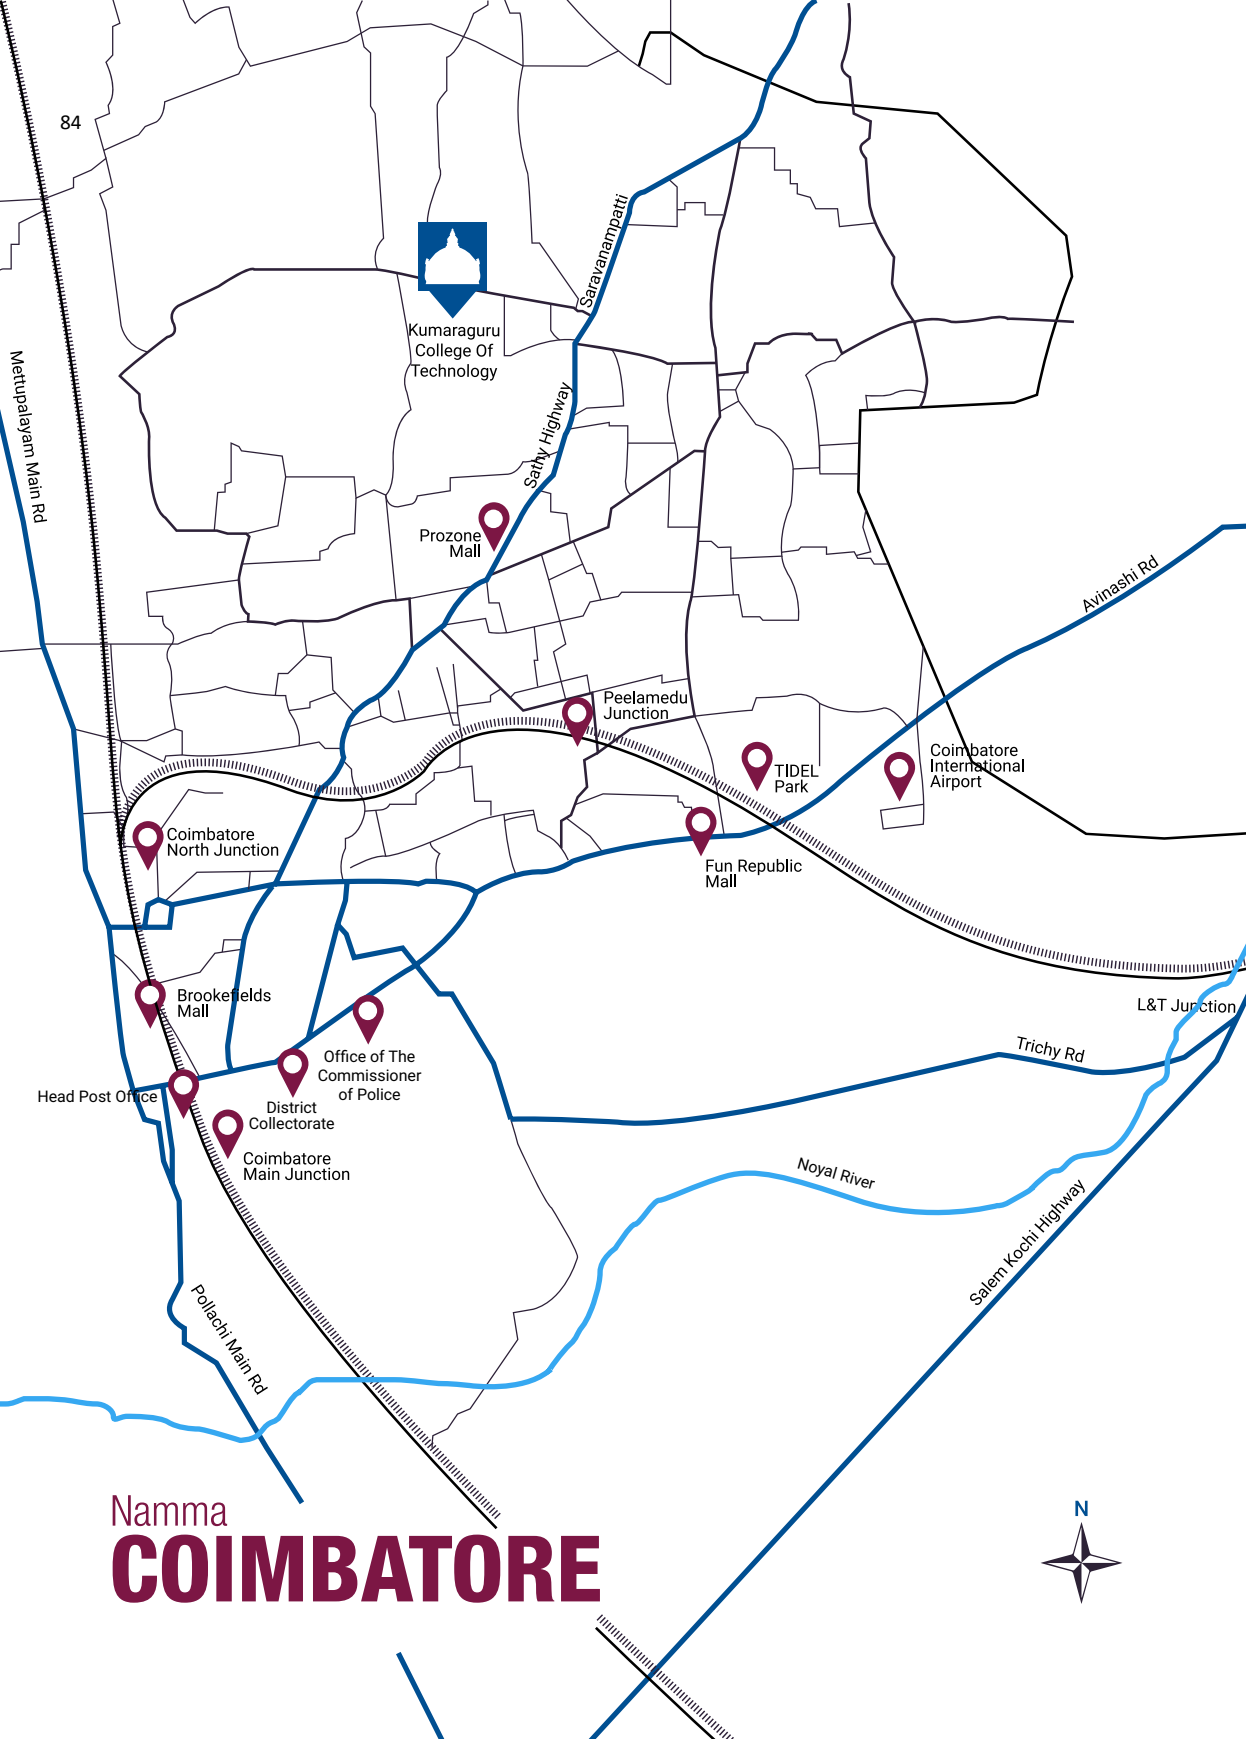 84
Saravanampatti
Kumaraguru
College Of
Technology
Mettupalayam Main Rd
Sathy Highway
Prozone
Mall
Avinashi Rd
Peelamedu
Junction
Coimbatore
International
Airport
TIDEL
Park
Coimbatore
North Junction
Fun Republic
Mall
Brookefields
Mall
L&T Junction
Trichy Rd
Office of The
Commissioner
of Police
Head Post Office
District
Collectorate
Coimbatore
Main Junction
Noyal River
Salem Kochi Highway
Pollachi Main Rd
Namma
COIMBATORE
N